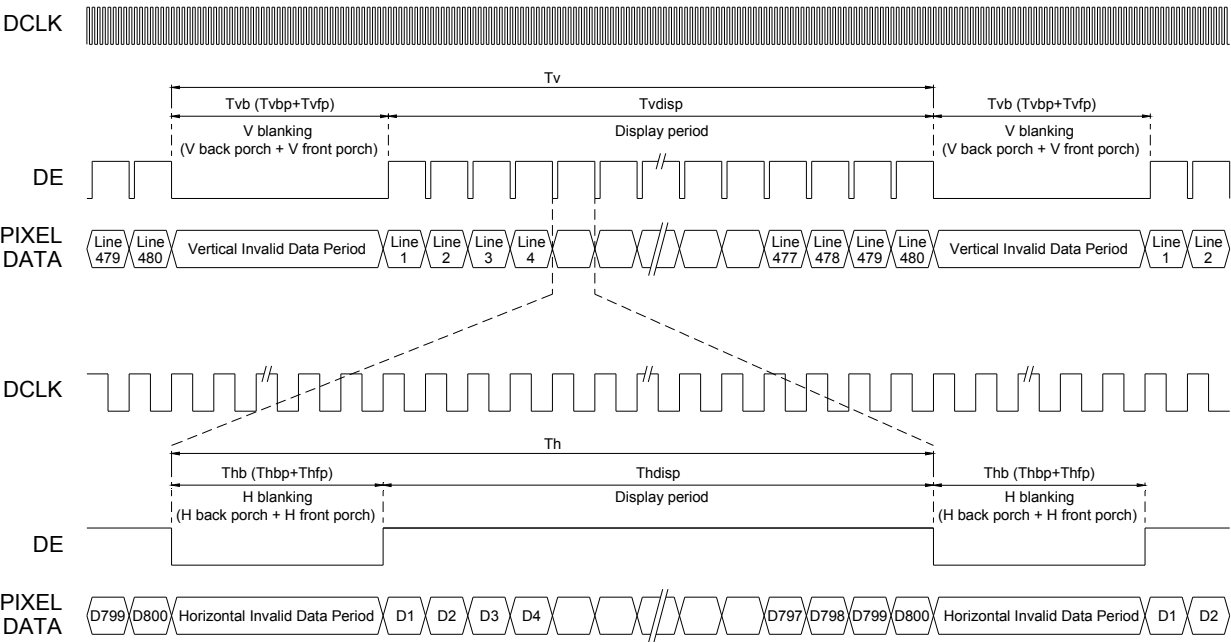 DCLK
Tv
Tvb (Tvbp+Tvfp)
Tvdisp
Tvb (Tvbp+Tvfp)
V blanking
(V back porch + V front porch)
Display period
V blanking
(V back porch + V front porch)
DE
PIXEL
DATA
Line
479
Line
480
Vertical Invalid Data Period
Line
1
Line
2
Line
3
Line
4
Line
477
Line
478
Line
479
Line
480
Vertical Invalid Data Period
Line
1
Line
2
DCLK
Th
Thb (Thbp+Thfp)
Thdisp
Thb (Thbp+Thfp)
H blanking
(H back porch + H front porch)
Display period
H blanking
(H back porch + H front porch)
DE
PIXEL
DATA
D799
D800
Horizontal Invalid Data Period
D1
D2
D3
D4
D797
D798
D799
D800
Horizontal Invalid Data Period
D1
D2